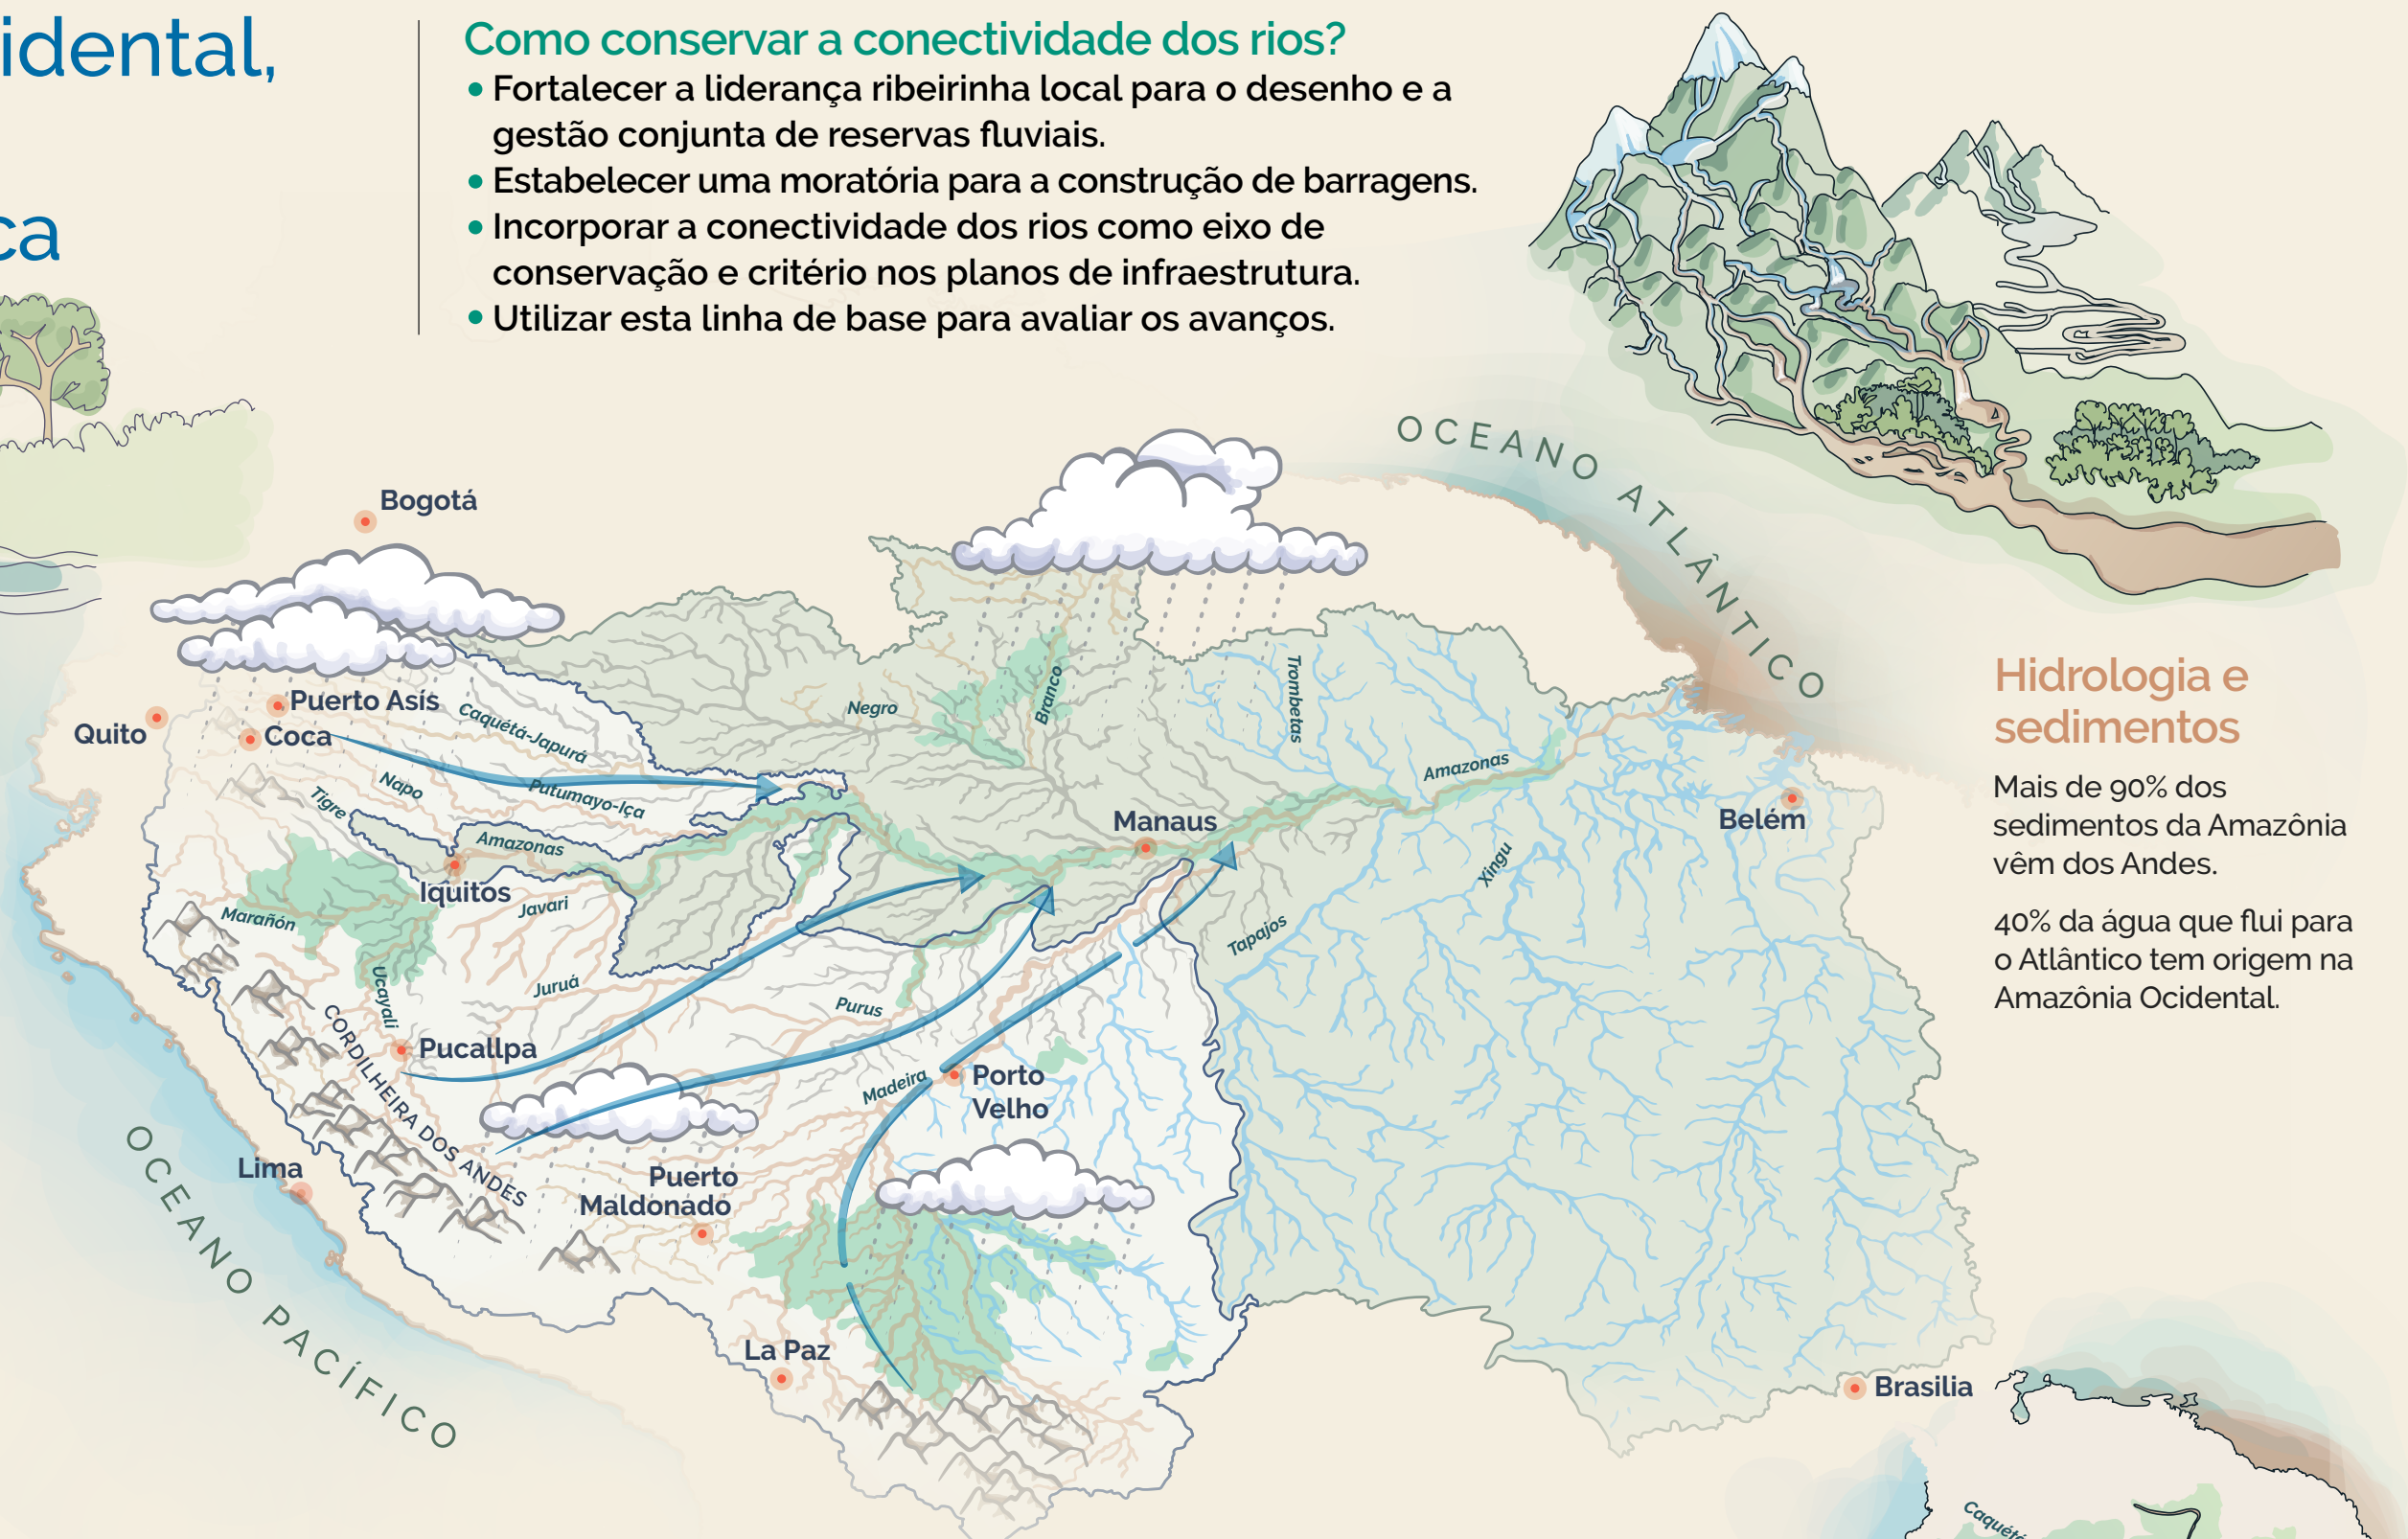 idental,
ca
Como conservar a conectividade dos rios?
• Fortalecer a liderança ribeirinha local para o desenho e a
gestão conjunta de reservas fluviais.
• Estabelecer uma moratória para a construção de barragens.
• Incorporar a conectividade dos rios como eixo de
conservação e critério nos planos de infraestrutura.
• Utilizar esta linha de base para avaliar os avanços.
OCEANO ATLÂNTICO
Bogotá
Quito
Puerto Asís
Coca
Caquétá-Japurá
Napo
Tigre
Putumayo-Iça
Amazonas
Iquitos
Negro
Branco
Trombetas
Amazonas
Manaus
Belém
Xingu
Tapajos
Marañón
Javari
Ucayali
Juruá
Purus
Pucallpa
Madeira
Porto
Velho
CORDILHEIRA DOS ANDES
Lima
Puerto
Maldonado
La Paz
Brasilia
OCEANO PACÍFICO
Hidrologia e
sedimentos
Mais de 90% dos
sedimentos da Amazônia
vêm dos Andes.
40% da água que flui para
o Atlântico tem origem na
Amazônia Ocidental.
Caquétá